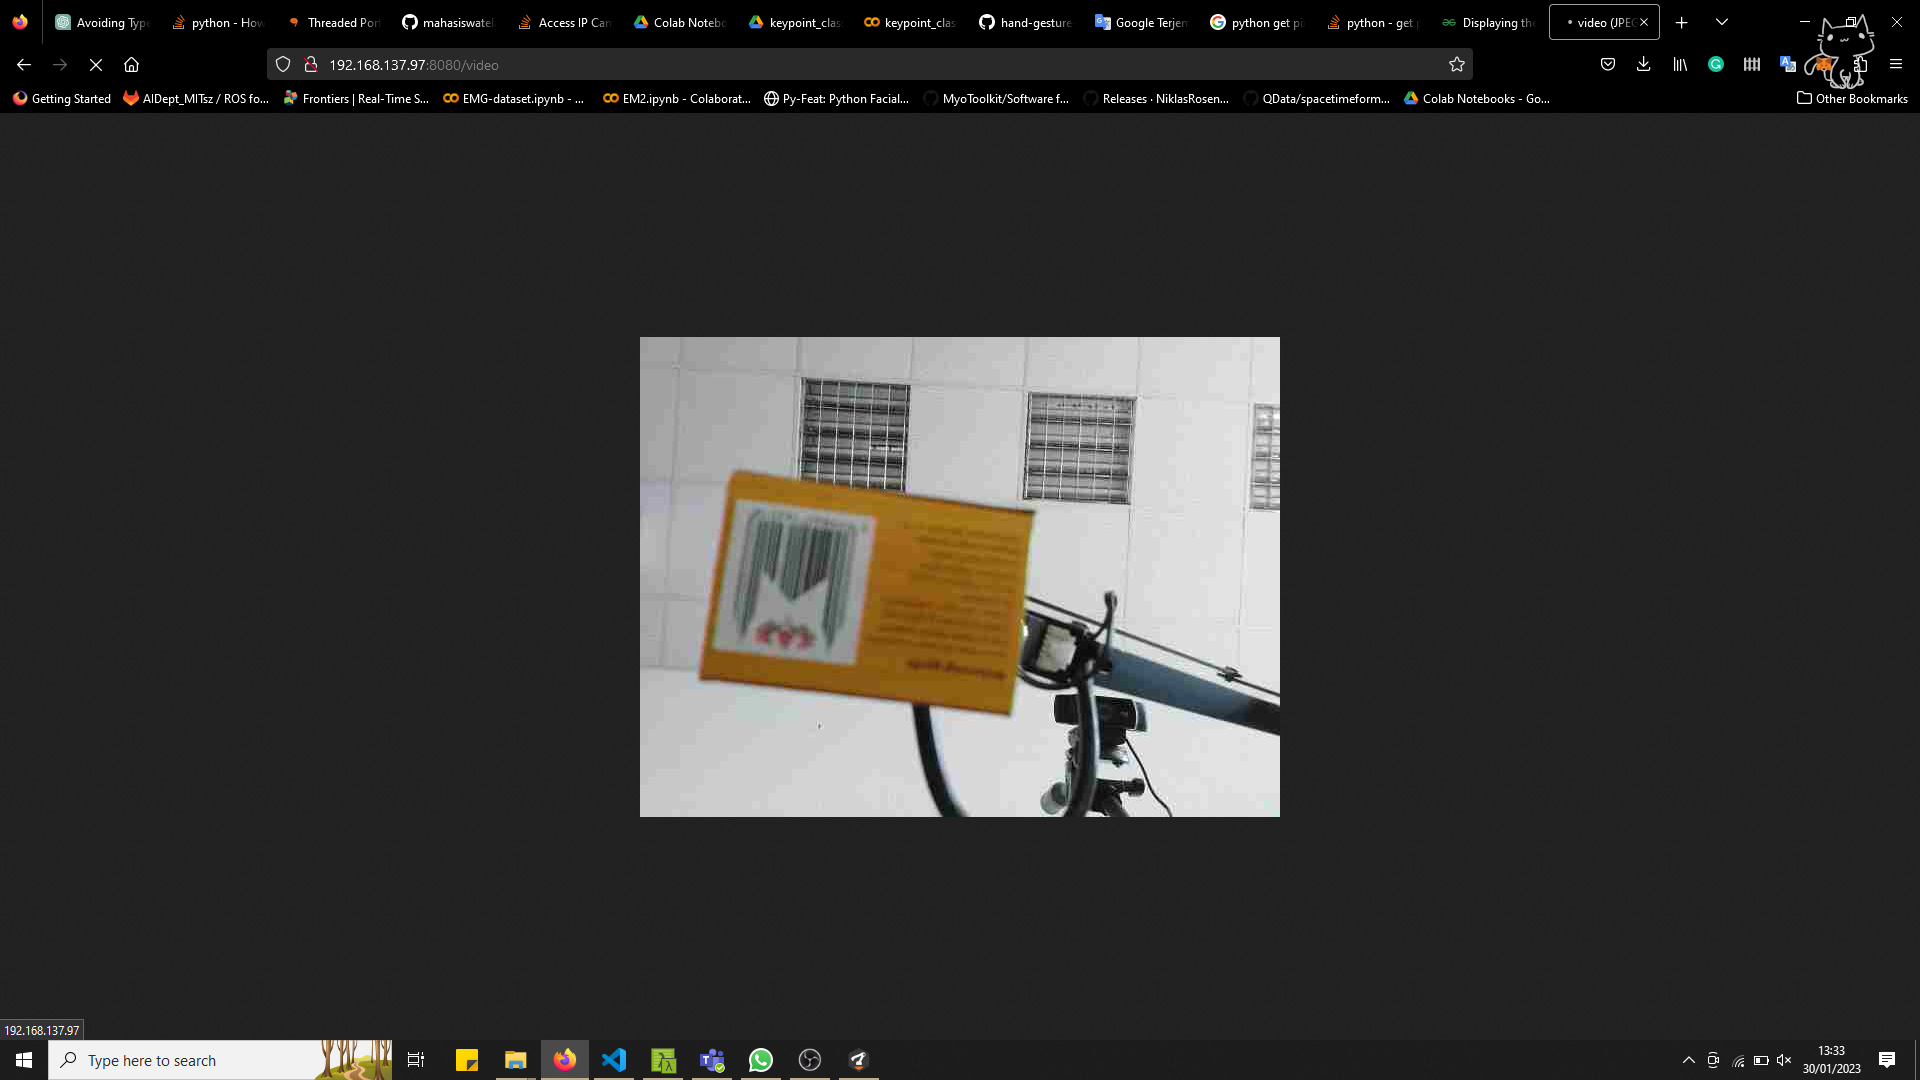 Avoiding Type
python - How
Threaded Port
mahasiswatel
Access IP Can
Colab Notebo
keypoint_clas
keypoint_clas
hand-gesture
Google Terjem
python get pi
python - get p
Displaying the
video (JPEG
192.168.137.97:8080/video
Getting Started
AIDept_MITsz / ROS fo...
Frontiers | Real-Time S...
EMG-dataset.ipynb - ...
EM2.ipynb - Colaborat...
Py-Feat: Python Facial...
MyoToolkit/Software f...
Releases · NiklasRosen...
QData/spacetimeform...
Colab Notebooks - Go...
Other Bookmarks
192.168.137.97
Type here to search
13:33
30/01/2023